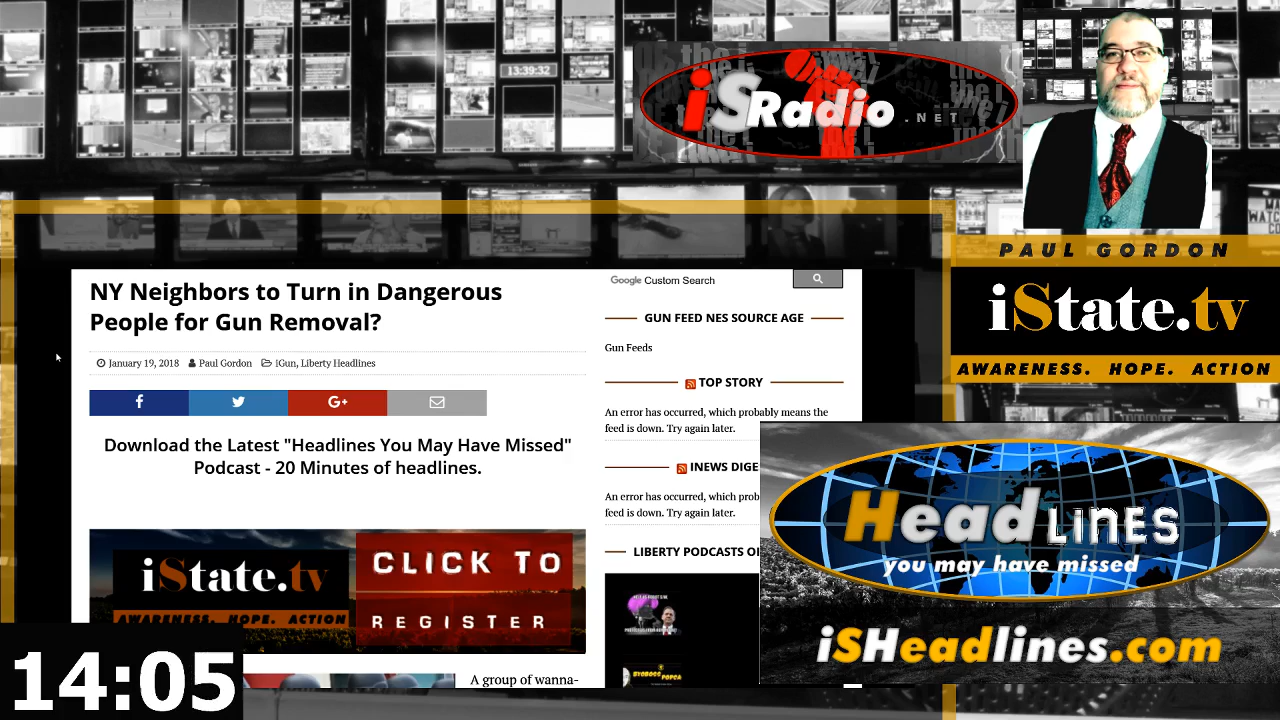 13:39:32
iSRadio
.NET
PAUL GORDON
iState.tv
AWARENESS. HOPE. ACTION
NY Neighbors to Turn in Dangerous
People for Gun Removal?
January 19, 2018 Paul Gordon iGun, Liberty Headlines
f G+
Download the Latest "Headlines You May Have Missed"
Podcast - 20 Minutes of headlines.
iState.tv
AWARENESS. HOPE. ACTION
CLICK TO
REGISTER
A group of wanna-
Google Custom Search
GUN FEED NES SOURCE AGE
Gun Feeds
TOP STORY
An error has occurred, which probably means the
feed is down. Try again later.
INEWS DIGE
An error has occurred, which prob
feed is down. Try again later.
LIBERTY PODCASTS O
HeadLINES
you may have missed
iSHeadlines.com
14:05